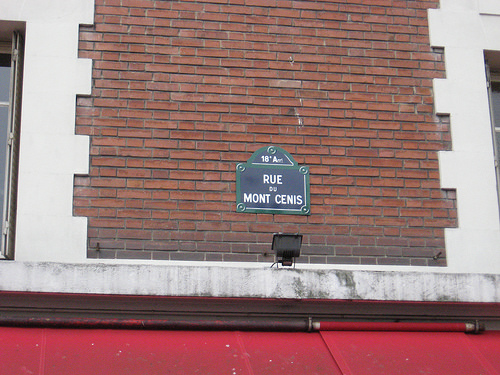 18e Arrt
RUE
DU
MONT CENIS